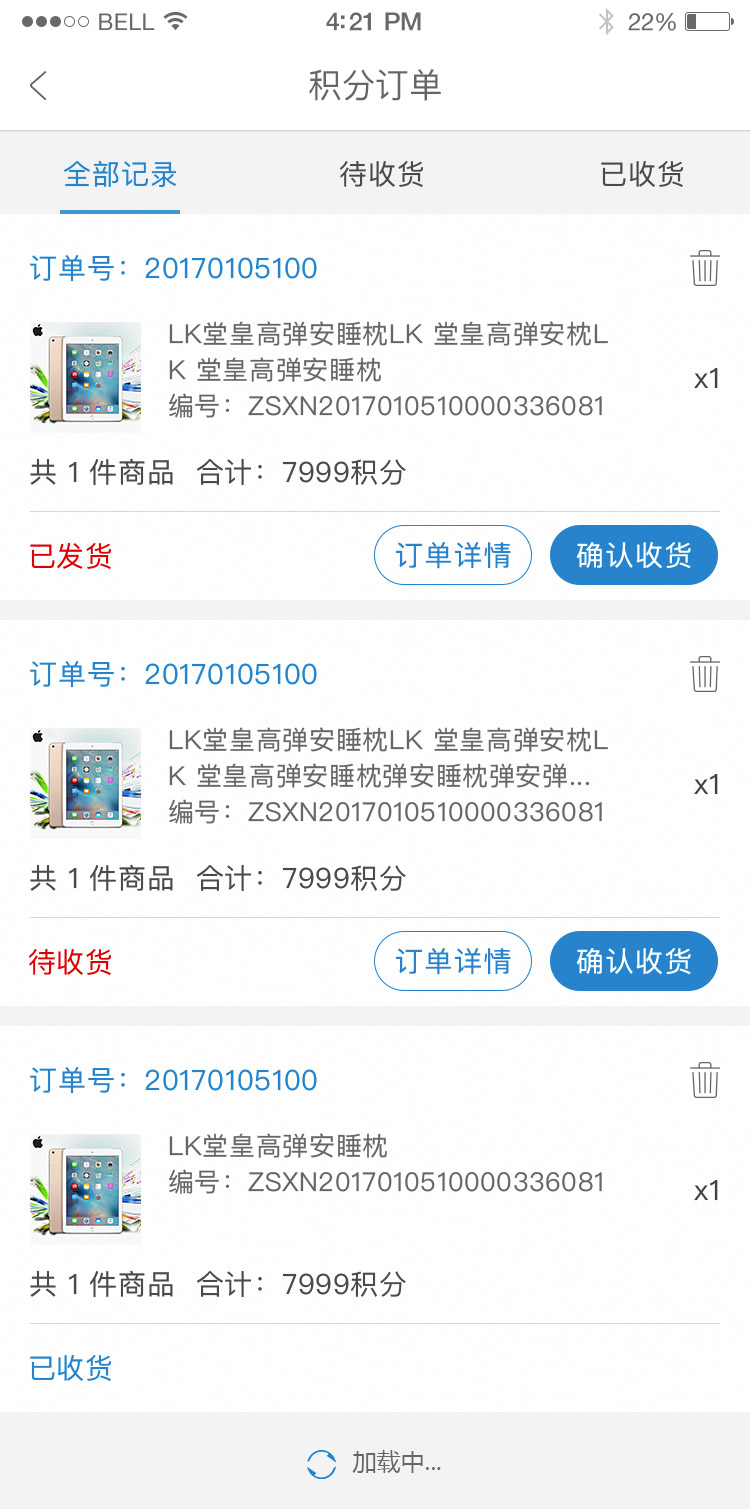 BELL 4:21 PM 22%
积分订单
全部记录 待收货 已收货
订单号：20170105100
LK堂皇高弹安睡枕LK 堂皇高弹安枕L
K 堂皇高弹安睡枕
x1
编号：ZSXN2017010510000336081
共 1 件商品 合计：7999积分
已发货 订单详情 确认收货
订单号：20170105100
LK堂皇高弹安睡枕LK 堂皇高弹安枕L
K 堂皇高弹安睡枕弹安睡枕弹安弹...
x1
编号：ZSXN2017010510000336081
共 1 件商品 合计：7999积分
待收货 订单详情 确认收货
订单号：20170105100
LK堂皇高弹安睡枕
编号：ZSXN2017010510000336081
x1
共 1 件商品 合计：7999积分
已收货
加载中...